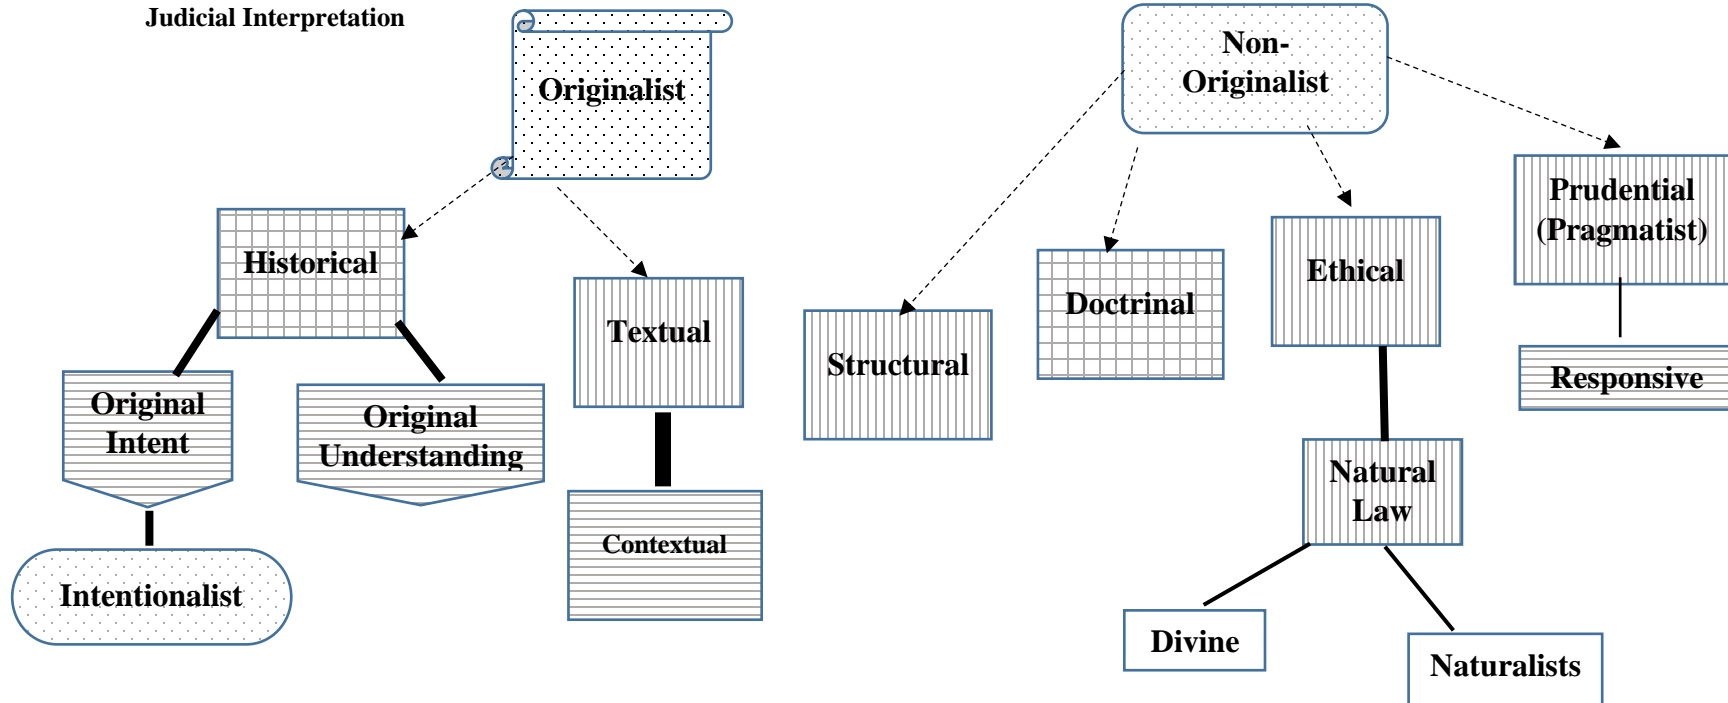 Judicial Interpretation
Originalist
Non-
Originalist
Historical
Textual
Structural
Doctrinal
Ethical
Prudential
(Pragmatist)
Original
Intent
Original
Understanding
Contextual
Intentionalist
Responsive
Natural
Law
Divine
Naturalists